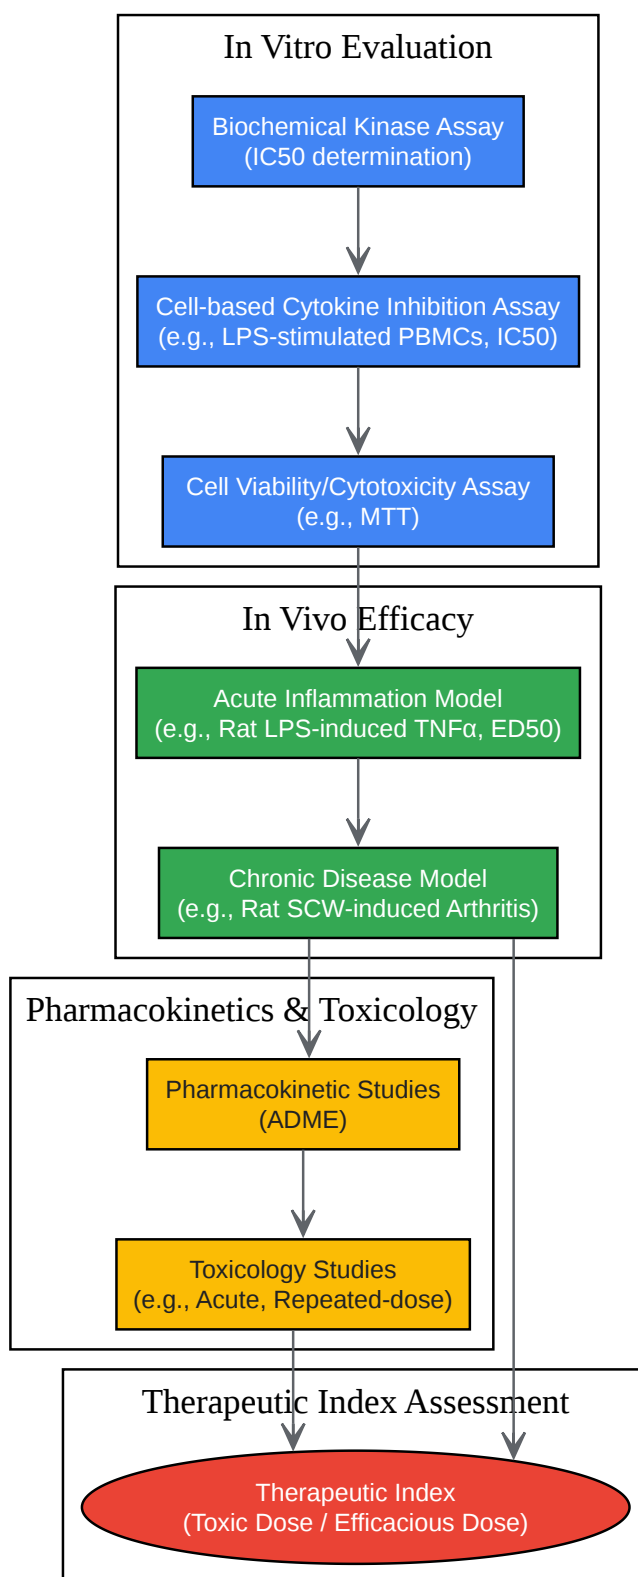 In Vitro Evaluation
Biochemical Kinase Assay
(IC50 determination)
Cell-based Cytokine Inhibition Assay
(e.g., LPS-stimulated PBMCs, IC50)
Cell Viability/Cytotoxicity Assay
(e.g., MTT)
In Vivo Efficacy
Acute Inflammation Model
(e.g., Rat LPS-induced TNFα, ED50)
Chronic Disease Model
(e.g., Rat SCW-induced Arthritis)
Pharmacokinetics & Toxicology
Pharmacokinetic Studies
(ADME)
Toxicology Studies
(e.g., Acute, Repeated-dose)
Therapeutic Index Assessment
Therapeutic Index
(Toxic Dose / Efficacious Dose)